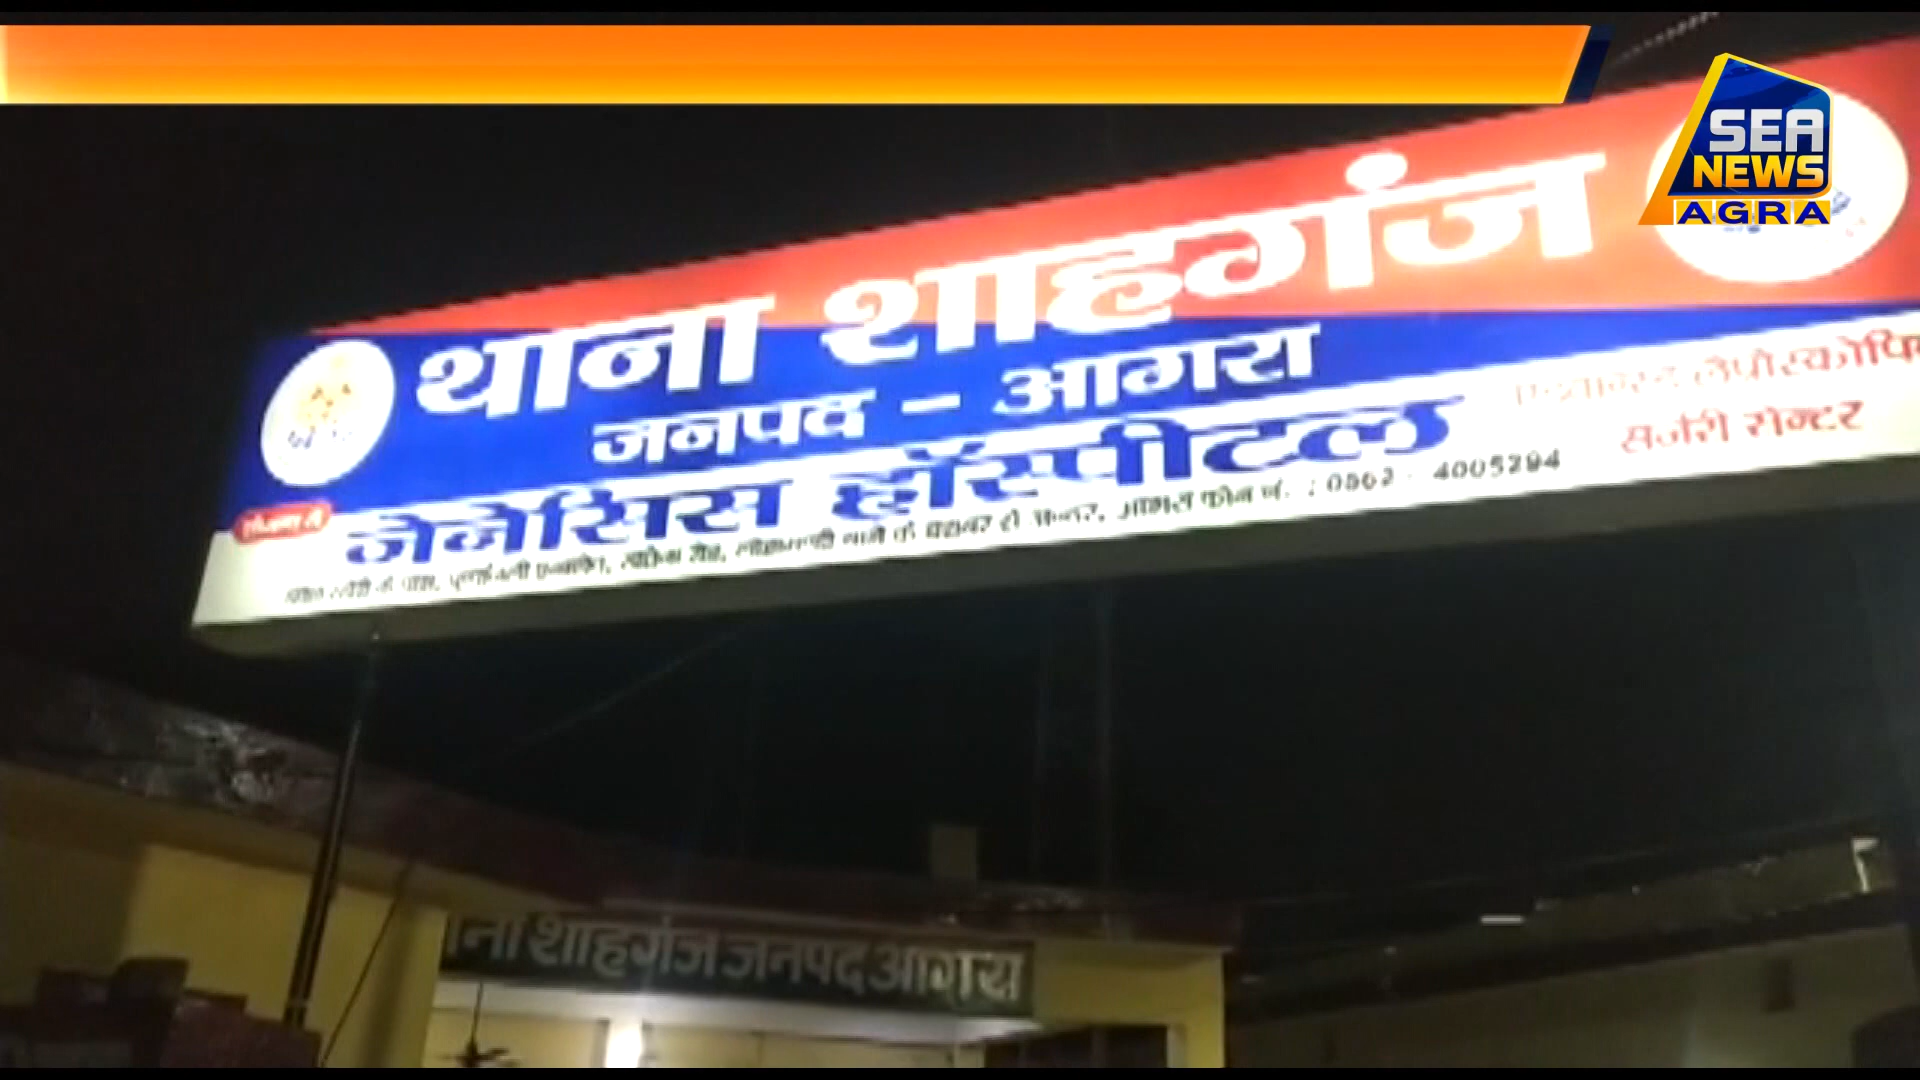 SEA
NEWS
AGRA
थाना शाहगंज
जनपद - आगरा
जेनेसिस हॉस्पीटल
लैप्रोस्कोपि
सर्जरी सेन्टर
फोन नं. : 0562 - 4005294
ना शाहगंज जनपद आगरा